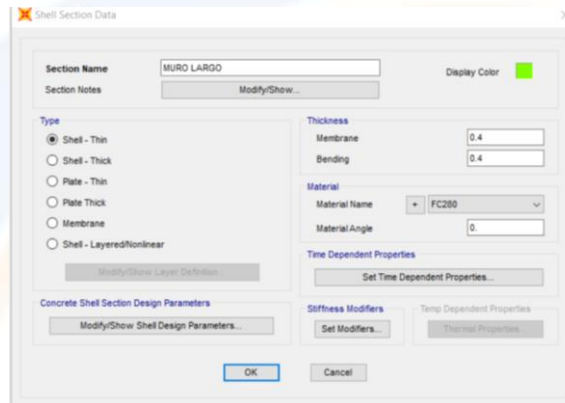 Shell Section Data
Section Name MURO LARGO Display Color
Section Notes Modify/Show...
Type
Shell - Thin
Shell - Thick
Plate - Thin
Plate Thick
Membrane
Shell - Layered/Nonlinear
Modify/Show Layer Definition...
Concrete Shell Section Design Parameters
Modify/Show Shell Design Parameters...
Thickness
Membrane 0.4
Bending 0.4
Material
Material Name + FC280
Material Angle 0.
Time Dependent Properties
Set Time Dependent Properties...
Stiffness Modifiers
Set Modifiers...
Temp Dependent Properties
Thermal Properties...
OK Cancel